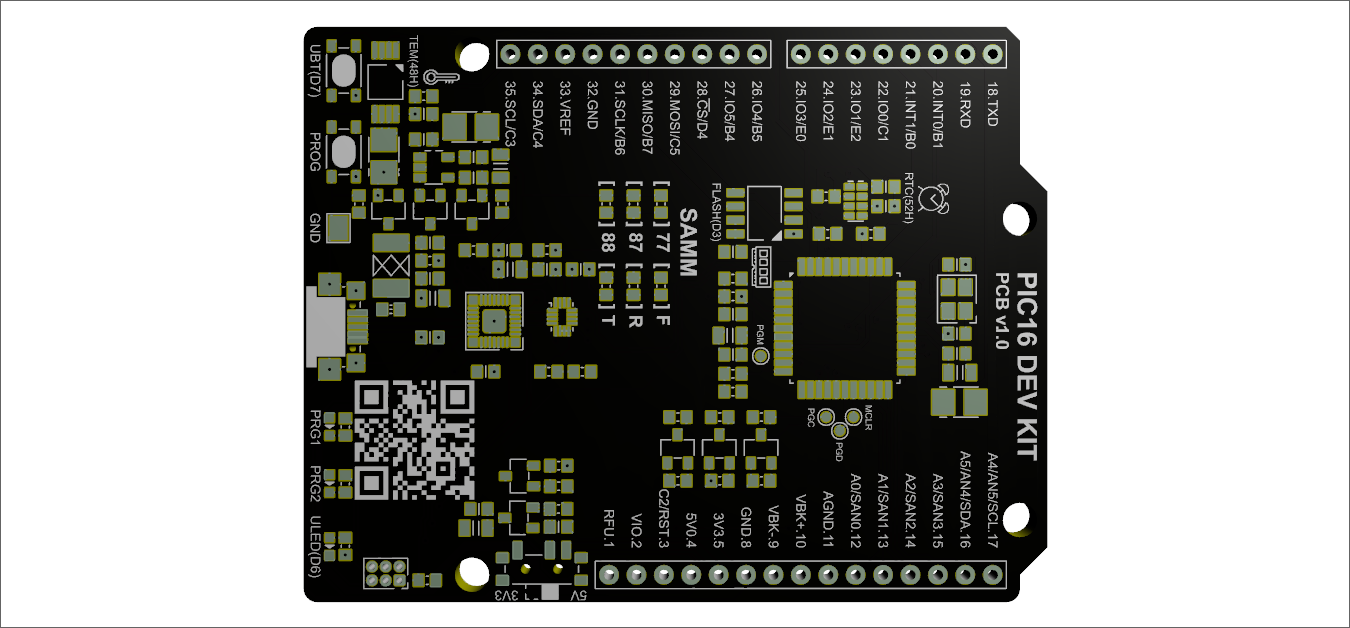 UBT(D7)
TEM(48H)
PROG
GND
PRG1
PRG2
ULED(D6)
35.SCL/C3
34.SDA/C4
33.VREF
32.GND
31.SCLK/B6
30.MISO/B7
29.MOSI/C5
28.CS/D4
27.IO5/B4
26.IO4/B5
25.IO3/E0
24.IO2/E1
23.IO1/E2
22.IO0/C1
21.INT1/B0
20.INT0/B1
19.RXD
18.TXD
[ ] 88
[ ] 87
[ ] 77
[ ] T
[ ] R
[ ] F
SAMM
FLASH(D3)
RTC(52H)
PIC16 DEV KIT
PCB v1.0
PGM
PGC
PGD
MCLR
RFU.1
VIO.2
C2/RST.3
5V0.4
3V3.5
GND.8
VBK-.9
VBK+.10
AGND.11
A0/SAN0.12
A1/SAN1.13
A2/SAN2.14
A3/SAN3.15
A5/AN4/SDA.16
A4/AN5/SCL.17
3V3
5V